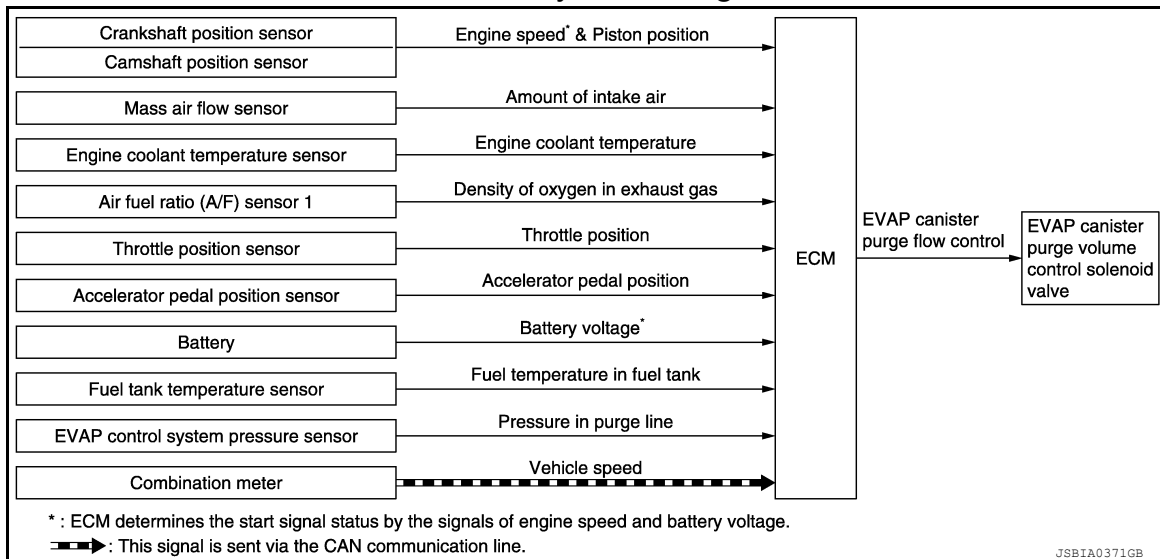 Crankshaft position sensor
Camshaft position sensor
Engine speed* & Piston position
Mass air flow sensor
Amount of intake air
Engine coolant temperature sensor
Engine coolant temperature
Air fuel ratio (A/F) sensor 1
Density of oxygen in exhaust gas
Throttle position sensor
Throttle position
Accelerator pedal position sensor
Accelerator pedal position
Battery
Battery voltage*
Fuel tank temperature sensor
Fuel temperature in fuel tank
EVAP control system pressure sensor
Pressure in purge line
Combination meter
Vehicle speed
ECM
EVAP canister
purge flow control
EVAP canister
purge volume
control solenoid
valve
* : ECM determines the start signal status by the signals of engine speed and battery voltage.
: This signal is sent via the CAN communication line.
JSBIA0371GB